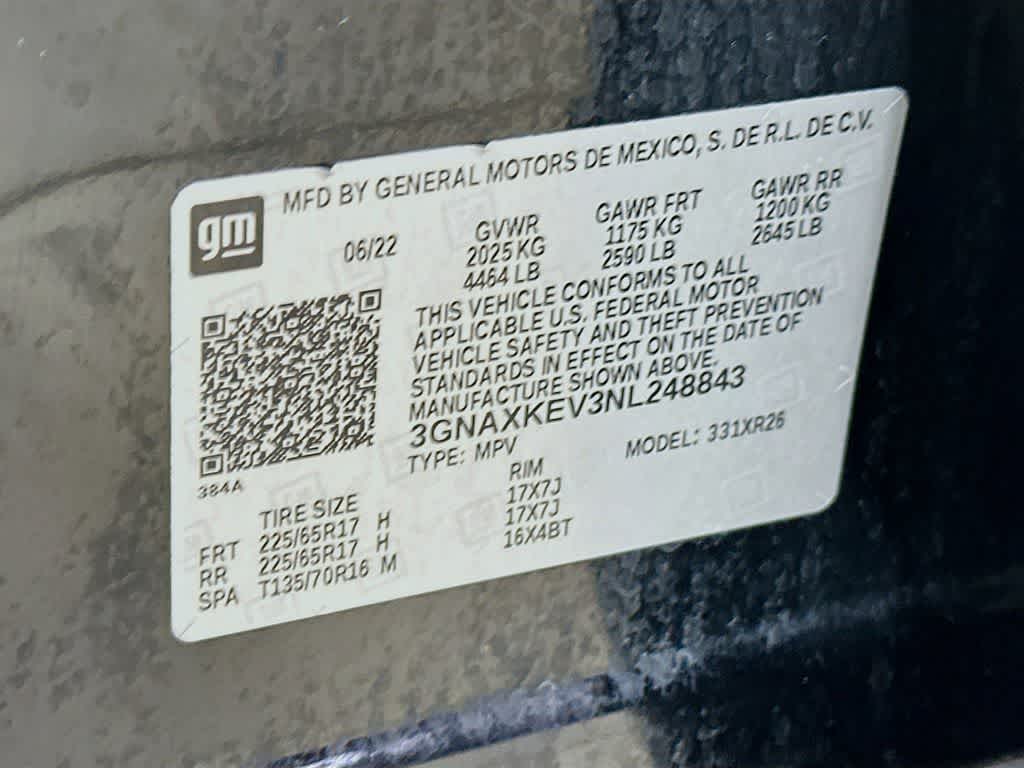 MFD BY GENERAL MOTORS DE MEXICO, S. DE R.L. DE C.V.
gm
06/22
GVWR GAWR FRT GAWR RR
2025 KG 1175 KG 1200 KG
4464 LB 2590 LB 2645 LB
THIS VEHICLE CONFORMS TO ALL
APPLICABLE U.S. FEDERAL MOTOR
VEHICLE SAFETY AND THEFT PREVENTION
STANDARDS IN EFFECT ON THE DATE OF
MANUFACTURE SHOWN ABOVE.
3GNAXKEV3NL248843
TYPE: MPV MODEL: 331XR26
384A
TIRE SIZE RIM
FRT 225/65R17 H 17X7J
RR 225/65R17 H 17X7J
SPA T135/70R16 M 16X4BT